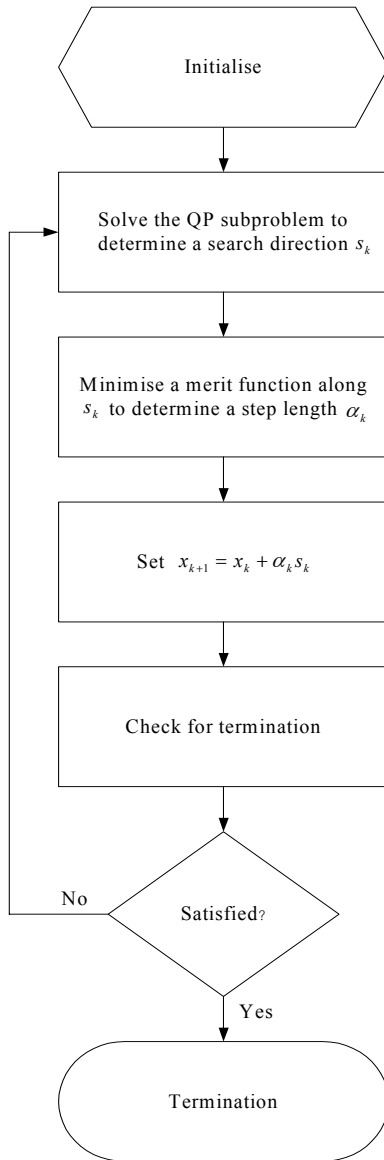 Initialise
Solve the QP subproblem to
determine a search direction s_k
Minimise a merit function along
s_k to determine a step length α_k
Set x_{k+1} = x_k + α_k s_k
Check for termination
Satisfied?
No
Yes
Termination